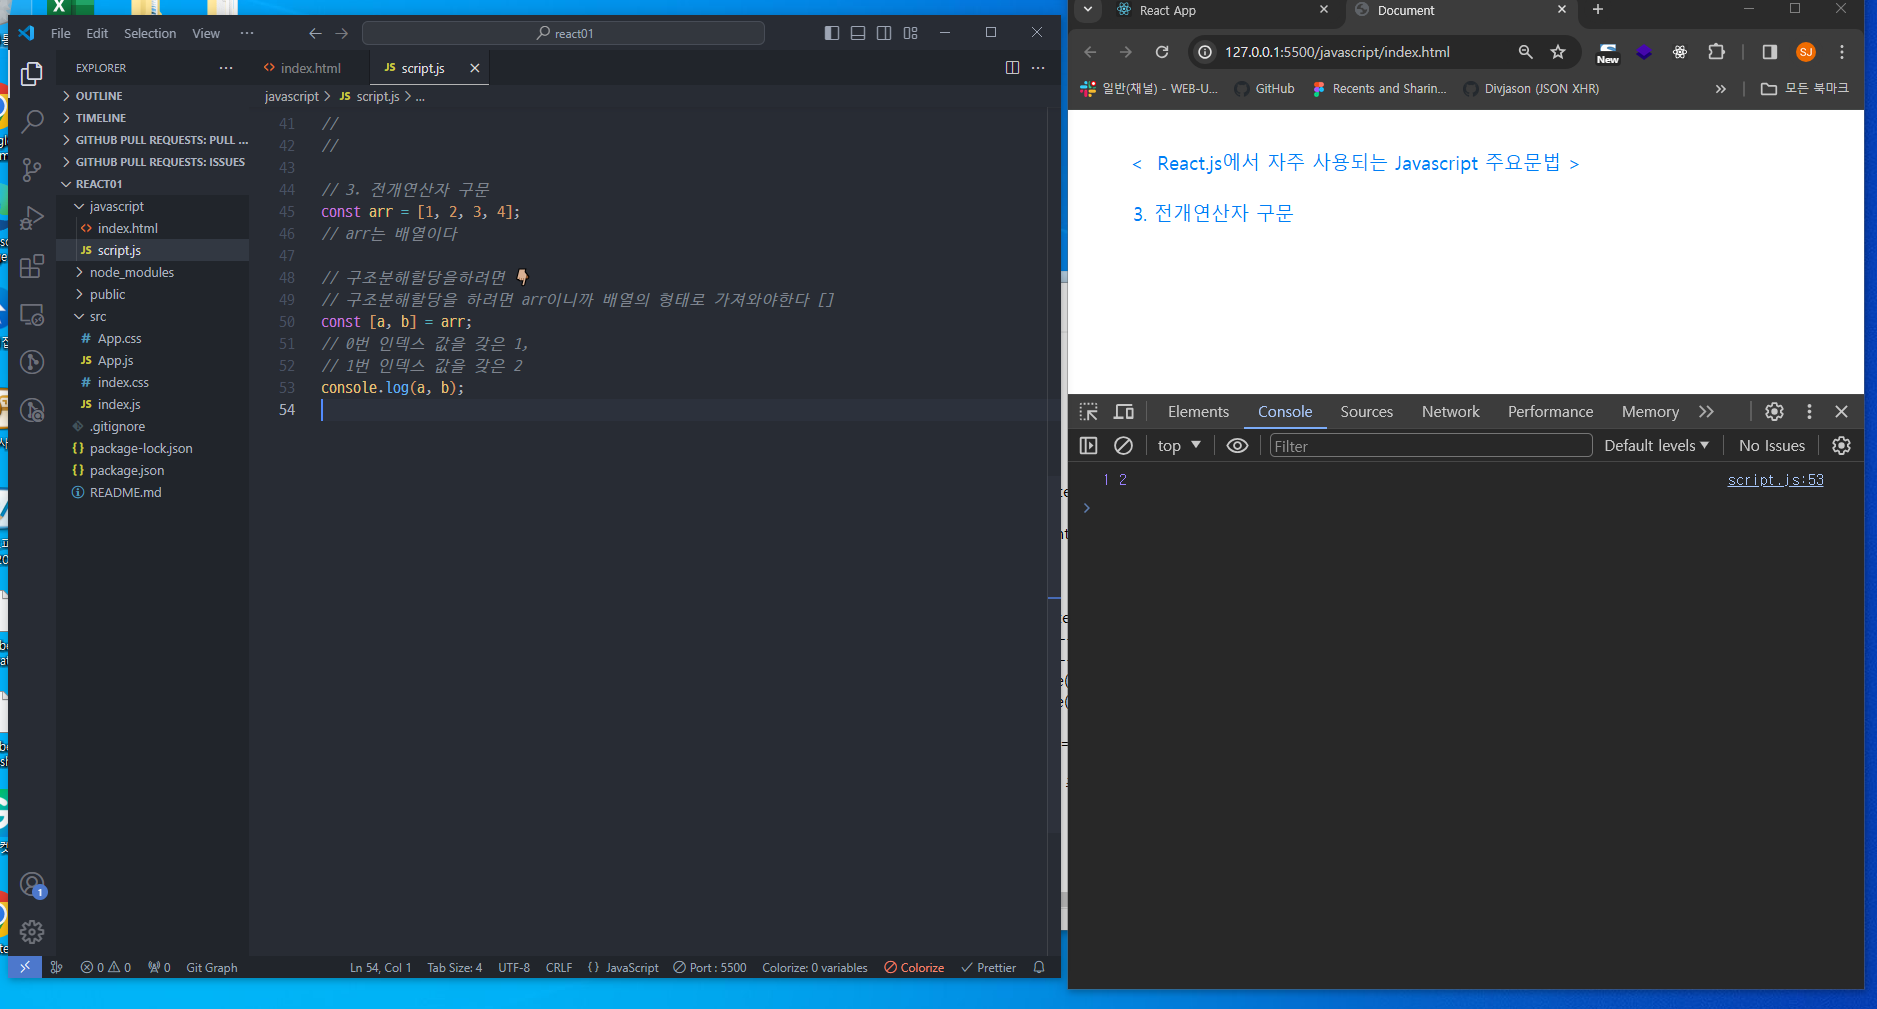 File Edit Selection View ··· react01
EXPLORER ···
OUTLINE
TIMELINE
GITHUB PULL REQUESTS: PULL ...
GITHUB PULL REQUESTS: ISSUES
REACT01
javascript
index.html
JS script.js
node_modules
public
src
# App.css
JS App.js
# index.css
JS index.js
.gitignore
{} package-lock.json
{} package.json
README.md
1
index.html JS script.js
javascript > JS script.js > ...
41 //
42 //
43
44 // 3. 전개연산자 구문
45 const arr = [1, 2, 3, 4];
46 // arr는 배열이다
47
48 // 구조분해할당을하려면 👇🏼
49 // 구조분해할당을 하려면 arr이니까 배열의 형태로 가져와야한다 []
50 const [a, b] = arr;
51 // 0번 인덱스 값을 갖은 1,
52 // 1번 인덱스 값을 갖은 2
53 console.log(a, b);
54
0 0 0 Git Graph Ln 54, Col 1 Tab Size: 4 UTF-8 CRLF {} JavaScript Port : 5500 Colorize: 0 variables Colorize Prettier
React App Document
127.0.0.1:5500/javascript/index.html New SJ
일반(채널) - WEB-U... GitHub Recents and Sharin... Divjason (JSON XHR) » 모든 북마크
< React.js에서 자주 사용되는 Javascript 주요문법 >
3. 전개연산자 구문
Elements Console Sources Network Performance Memory »
top Filter Default levels No Issues
1 2 script.js:53
>